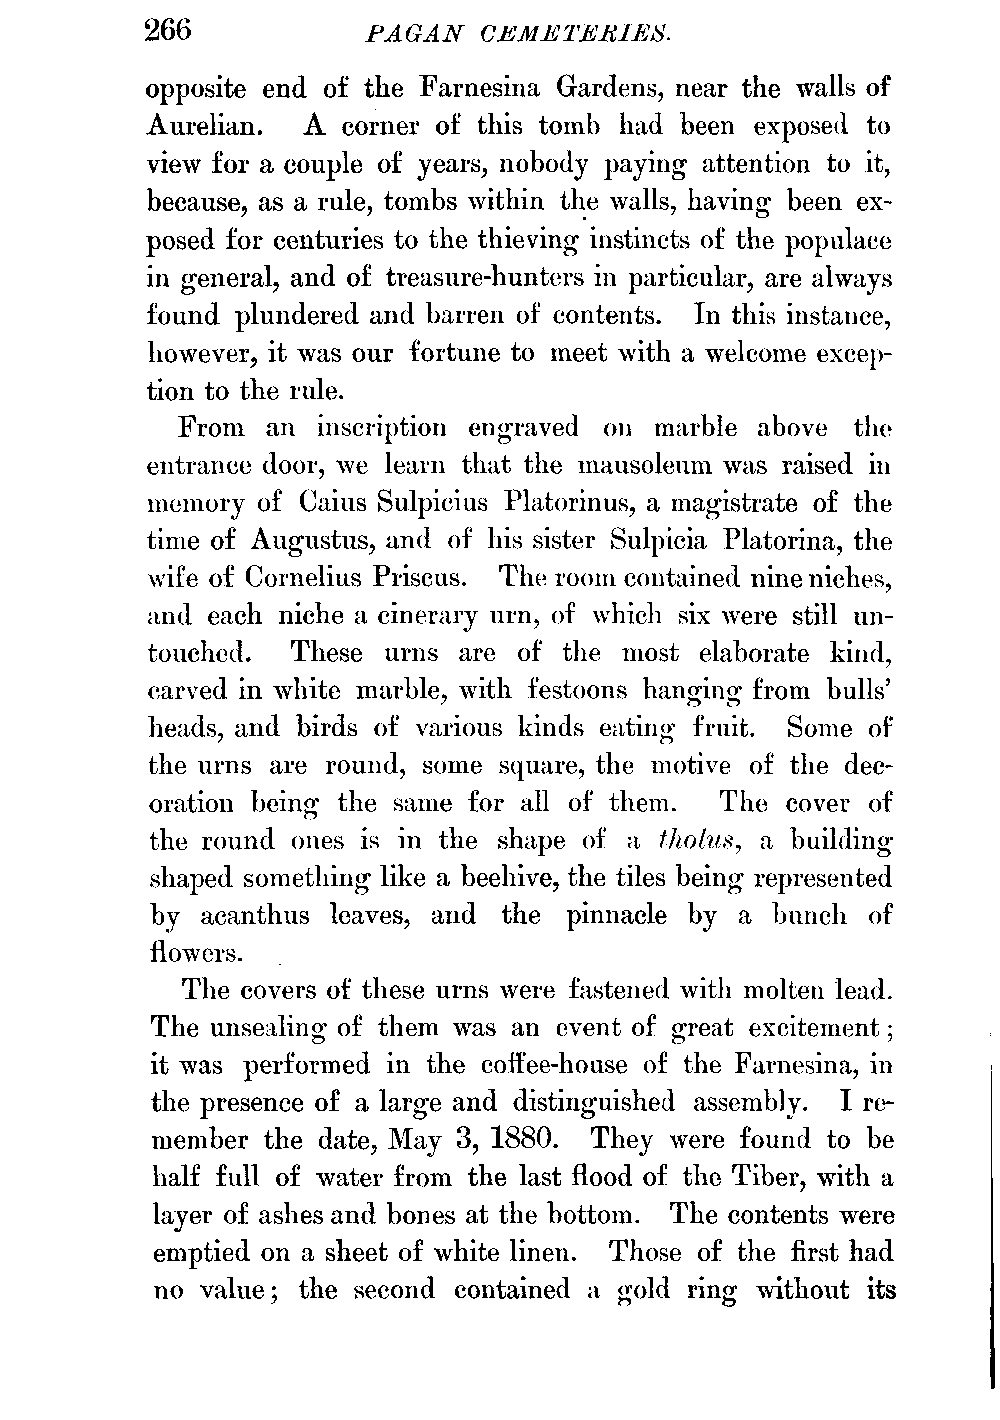 266 PAGAN CEMETERIES.
opposite end of the Farnesina Gardens, near the walls of
Aurelian. A corner of this tomb had been exposed to
view for a couple of years, nobody paying attention to it,
because, as a rule, tombs within the walls, having been ex-
posed for centuries to the thieving instincts of the populace
in general, and of treasure-hunters in particular, are always
found plundered and barren of contents. In this instance,
however, it was our fortune to meet with a welcome excep-
tion to the rule.
From an inscription engraved on marble above the
entrance door, we learn that the mausoleum was raised in
memory of Caius Sulpicius Platorinus, a magistrate of the
time of Augustus, and of his sister Sulpicia Platorina, the
wife of Cornelius Priscus. The room contained nine niches,
and each niche a cinerary urn, of which six were still un-
touched. These urns are of the most elaborate kind,
carved in white marble, with festoons hanging from bulls'
heads, and birds of various kinds eating fruit. Some of
the urns are round, some square, the motive of the dec-
oration being the same for all of them. The cover of
the round ones is in the shape of a tholus, a building
shaped something like a beehive, the tiles being represented
by acanthus leaves, and the pinnacle by a bunch of
flowers.
The covers of these urns were fastened with molten lead.
The unsealing of them was an event of great excitement;
it was performed in the coffee-house of the Farnesina, in
the presence of a large and distinguished assembly. I re-
member the date, May 3, 1880. They were found to be
half full of water from the last flood of the Tiber, with a
layer of ashes and bones at the bottom. The contents were
emptied on a sheet of white linen. Those of the first had
no value; the second contained a gold ring without its